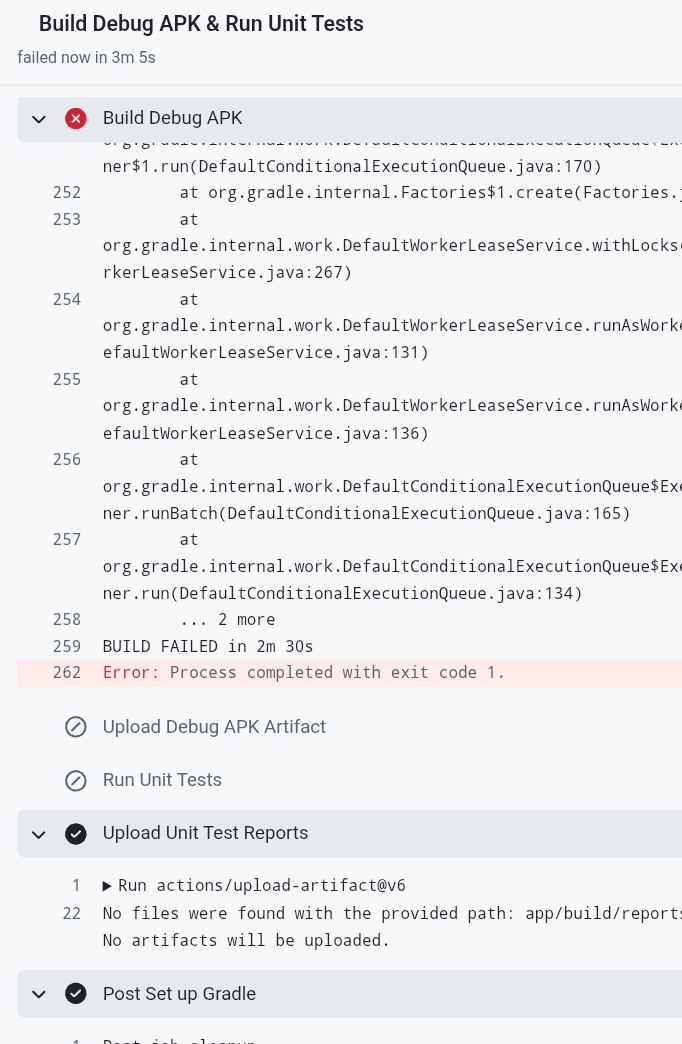 Build Debug APK & Run Unit Tests
failed now in 3m 5s
Build Debug APK
ner$1.run(DefaultConditionalExecutionQueue.java:170)
252 at org.gradle.internal.Factories$1.create(Factories.j
253 at
org.gradle.internal.work.DefaultWorkerLeaseService.withLocks(
rkerLeaseService.java:267)
254 at
org.gradle.internal.work.DefaultWorkerLeaseService.runAsWorke
efaultWorkerLeaseService.java:131)
255 at
org.gradle.internal.work.DefaultWorkerLeaseService.runAsWorke
efaultWorkerLeaseService.java:136)
256 at
org.gradle.internal.work.DefaultConditionalExecutionQueue$Exe
ner.runBatch(DefaultConditionalExecutionQueue.java:165)
257 at
org.gradle.internal.work.DefaultConditionalExecutionQueue$Exe
ner.run(DefaultConditionalExecutionQueue.java:134)
258 ... 2 more
259 BUILD FAILED in 2m 30s
262 Error: Process completed with exit code 1.
Upload Debug APK Artifact
Run Unit Tests
Upload Unit Test Reports
1 Run actions/upload-artifact@v6
22 No files were found with the provided path: app/build/reports
No artifacts will be uploaded.
Post Set up Gradle